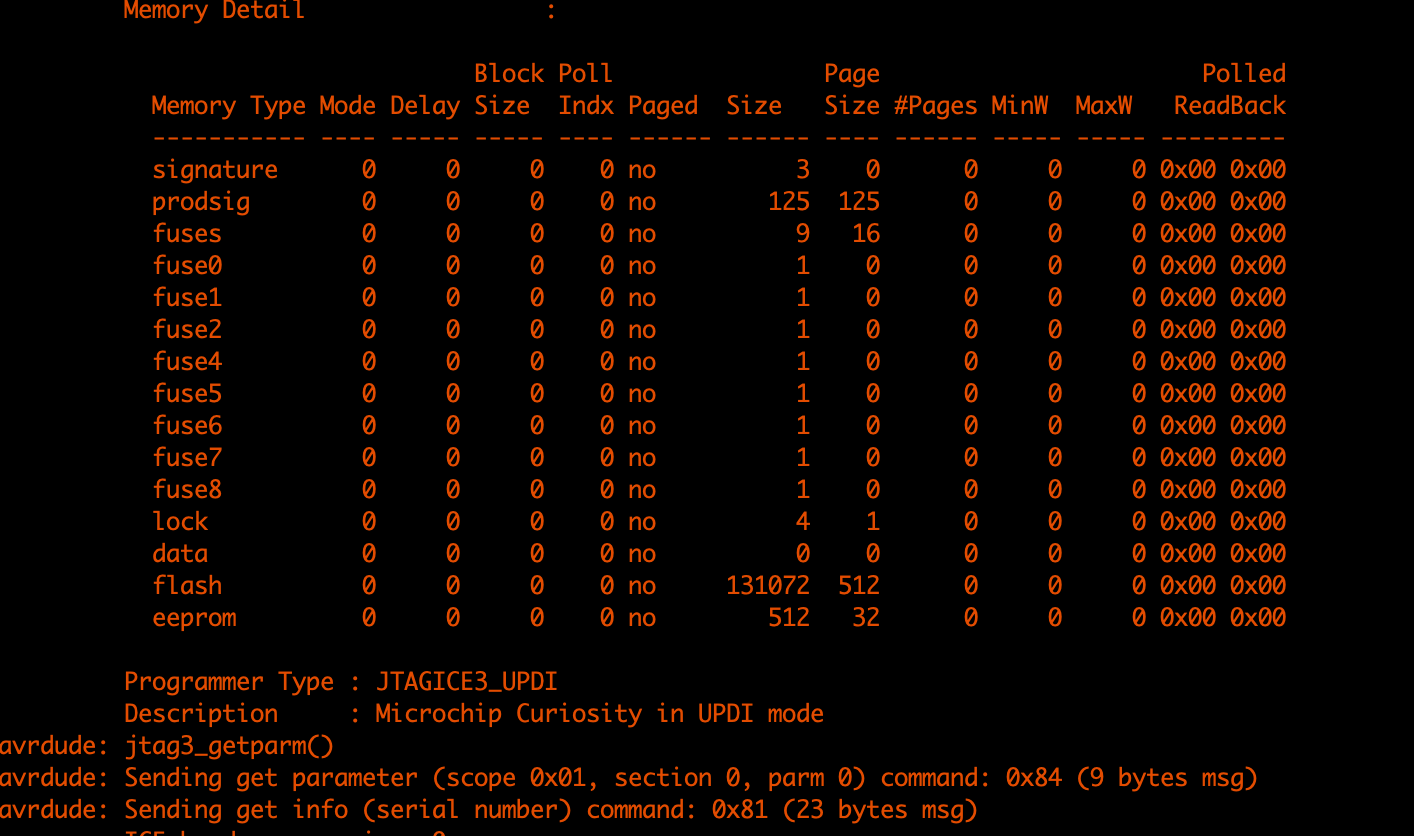 Memory Detail :
Block Poll Page Polled
Memory Type Mode Delay Size Indx Paged Size Size #Pages MinW MaxW ReadBack
----------- ---- ----- ----- ---- ------ ------ ---- ------ ----- ----- ---------
signature 0 0 0 0 no 3 0 0 0 0 0x00 0x00
prodsig 0 0 0 0 no 125 125 0 0 0 0x00 0x00
fuses 0 0 0 0 no 9 16 0 0 0 0x00 0x00
fuse0 0 0 0 0 no 1 0 0 0 0 0x00 0x00
fuse1 0 0 0 0 no 1 0 0 0 0 0x00 0x00
fuse2 0 0 0 0 no 1 0 0 0 0 0x00 0x00
fuse4 0 0 0 0 no 1 0 0 0 0 0x00 0x00
fuse5 0 0 0 0 no 1 0 0 0 0 0x00 0x00
fuse6 0 0 0 0 no 1 0 0 0 0 0x00 0x00
fuse7 0 0 0 0 no 1 0 0 0 0 0x00 0x00
fuse8 0 0 0 0 no 1 0 0 0 0 0x00 0x00
lock 0 0 0 0 no 4 1 0 0 0 0x00 0x00
data 0 0 0 0 no 0 0 0 0 0 0x00 0x00
flash 0 0 0 0 no 131072 512 0 0 0 0x00 0x00
eeprom 0 0 0 0 no 512 32 0 0 0 0x00 0x00
Programmer Type : JTAGICE3_UPDI
Description : Microchip Curiosity in UPDI mode
avrdude: jtag3_getparm()
avrdude: Sending get parameter (scope 0x01, section 0, parm 0) command: 0x84 (9 bytes msg)
avrdude: Sending get info (serial number) command: 0x81 (23 bytes msg)